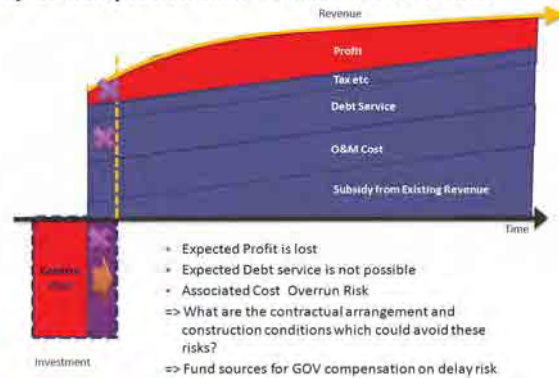 Revenue
Profit
Tax etc
Debt Service
O&M Cost
Subsidy from Existing Revenue
Time
• Expected Profit is lost
• Expected Debt service is not possible
• Associated Cost Overrun Risk
=> What are the contractual arrangement and
construction conditions which could avoid these
risks?
Investment
=> Fund sources for GOV compensation on delay risk